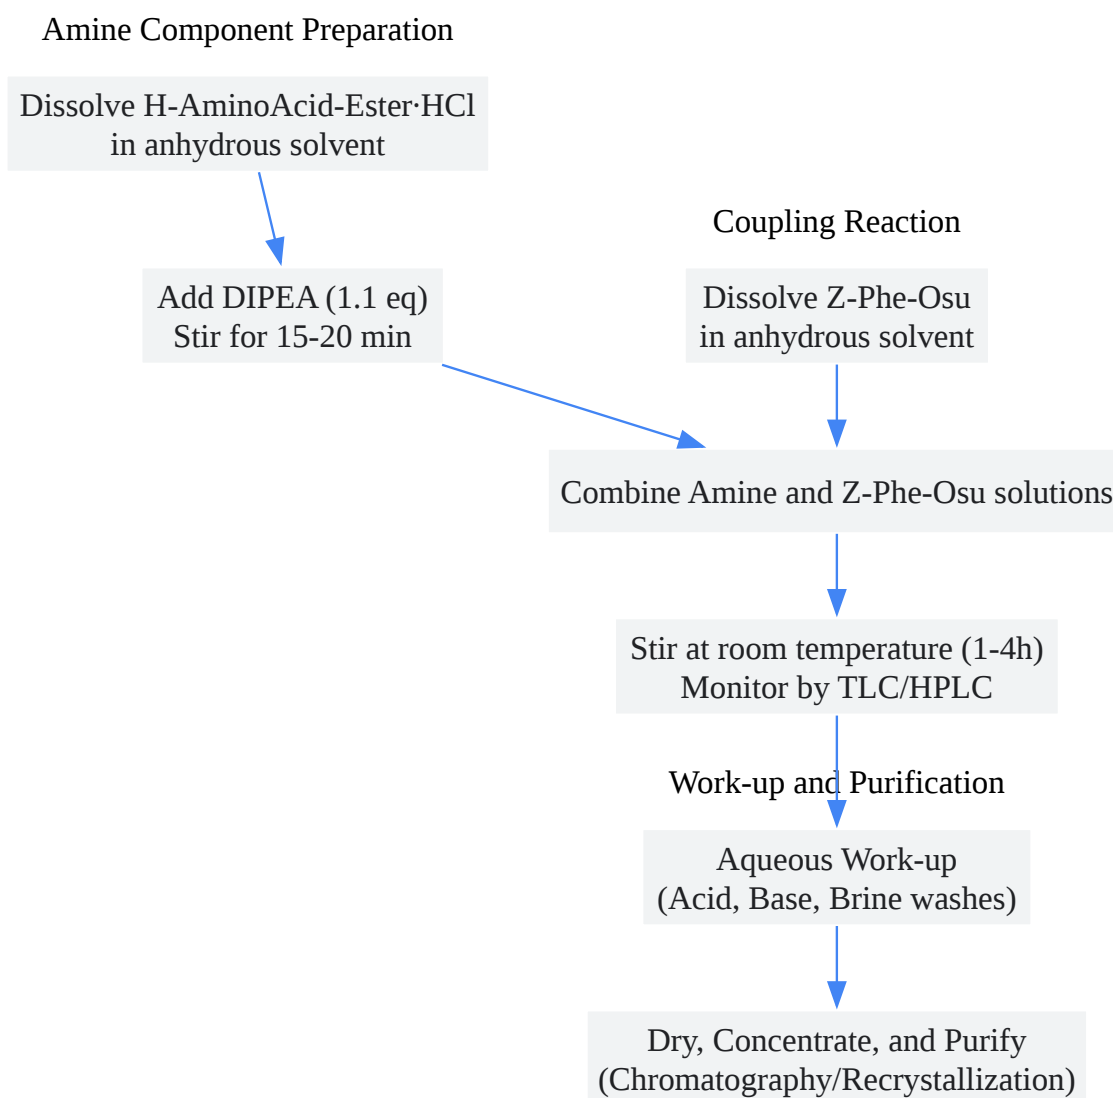 Amine Component Preparation
Dissolve H-AminoAcid-Ester·HCl
in anhydrous solvent
Add DIPEA (1.1 eq)
Stir for 15-20 min
Coupling Reaction
Dissolve Z-Phe-Osu
in anhydrous solvent
Combine Amine and Z-Phe-Osu solutions
Stir at room temperature (1-4h)
Monitor by TLC/HPLC
Work-up and Purification
Aqueous Work-up
(Acid, Base, Brine washes)
Dry, Concentrate, and Purify
(Chromatography/Recrystallization)